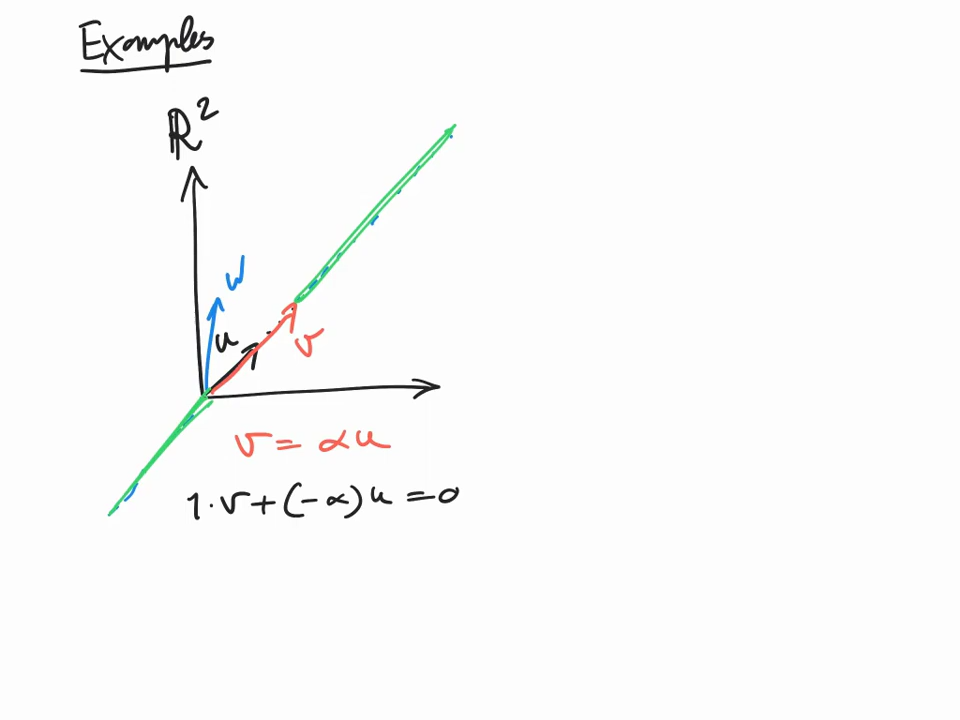 Examples
ℝ²
w
u
v
v = αu
1·v + (-α)u = 0